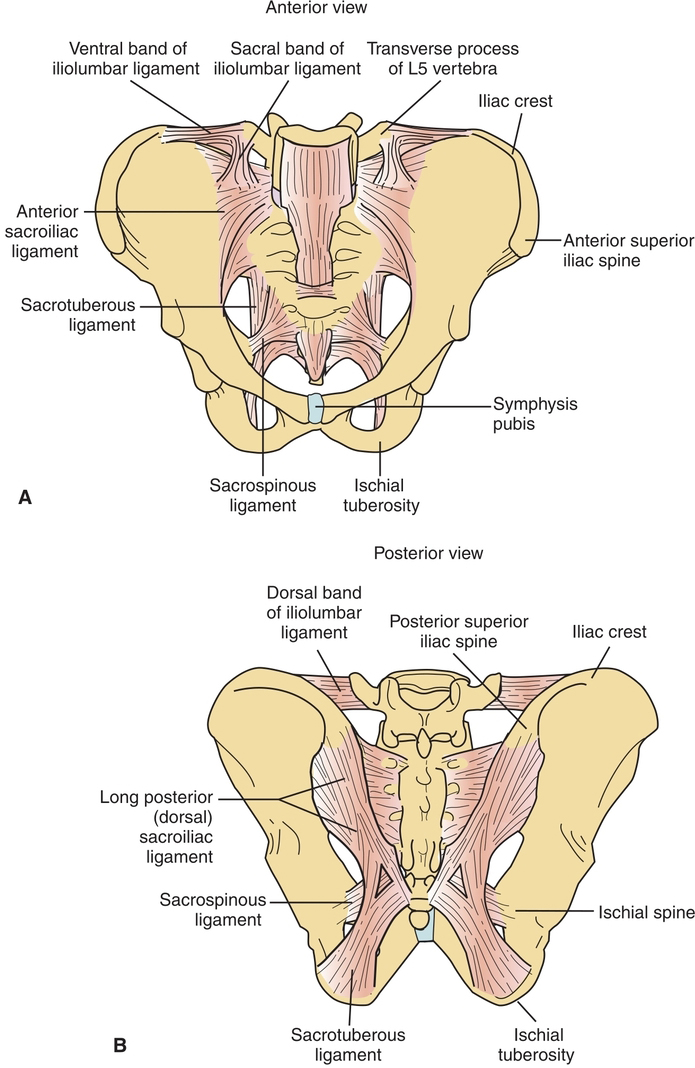 Anterior view
Ventral band of
iliolumbar ligament
Sacral band of
iliolumbar ligament
Transverse process
of L5 vertebra
Iliac crest
Anterior
sacroiliac
ligament
Anterior superior
iliac spine
Sacrotuberous
ligament
Symphysis
pubis
Sacrospinous
ligament
Ischial
tuberosity
A
Posterior view
Dorsal band
of iliolumbar
ligament
Posterior superior
iliac spine
Iliac crest
Long posterior
(dorsal)
sacroiliac
ligament
Sacrospinous
ligament
Ischial spine
Sacrotuberous
ligament
Ischial
tuberosity
B